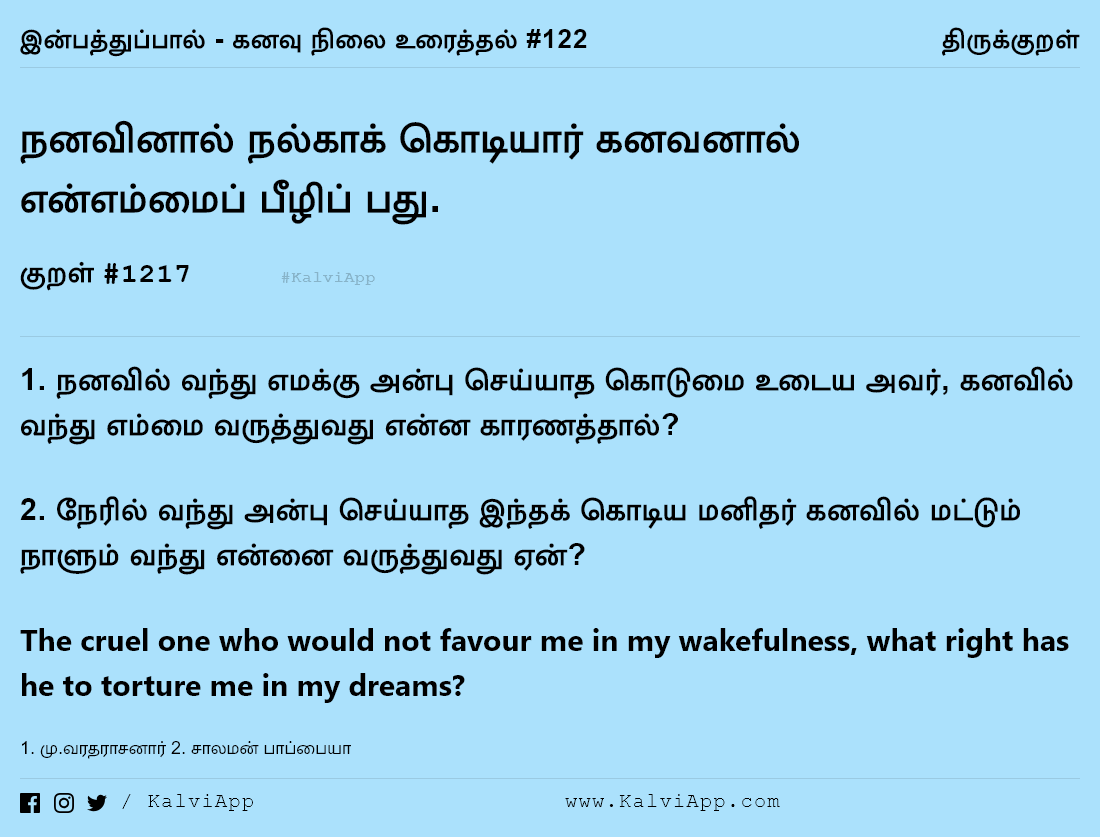 இன்பத்துப்பால் - கனவு நிலை உரைத்தல் #122
திருக்குறள்
நனவினால் நல்காக் கொடியார் கனவனால்
என்எம்மைப் பீழிப் பது.
குறள் #1217
#KalviApp
1. நனவில் வந்து எமக்கு அன்பு செய்யாத கொடுமை உடைய அவர், கனவில்
வந்து எம்மை வருத்துவது என்ன காரணத்தால்?
2. நேரில் வந்து அன்பு செய்யாத இந்தக் கொடிய மனிதர் கனவில் மட்டும்
நாளும் வந்து என்னை வருத்துவது ஏன்?
The cruel one who would not favour me in my wakefulness, what right has
he to torture me in my dreams?
1. மு.வரதராசனார் 2. சாலமன் பாப்பையா
/ KalviApp
www.KalviApp.com